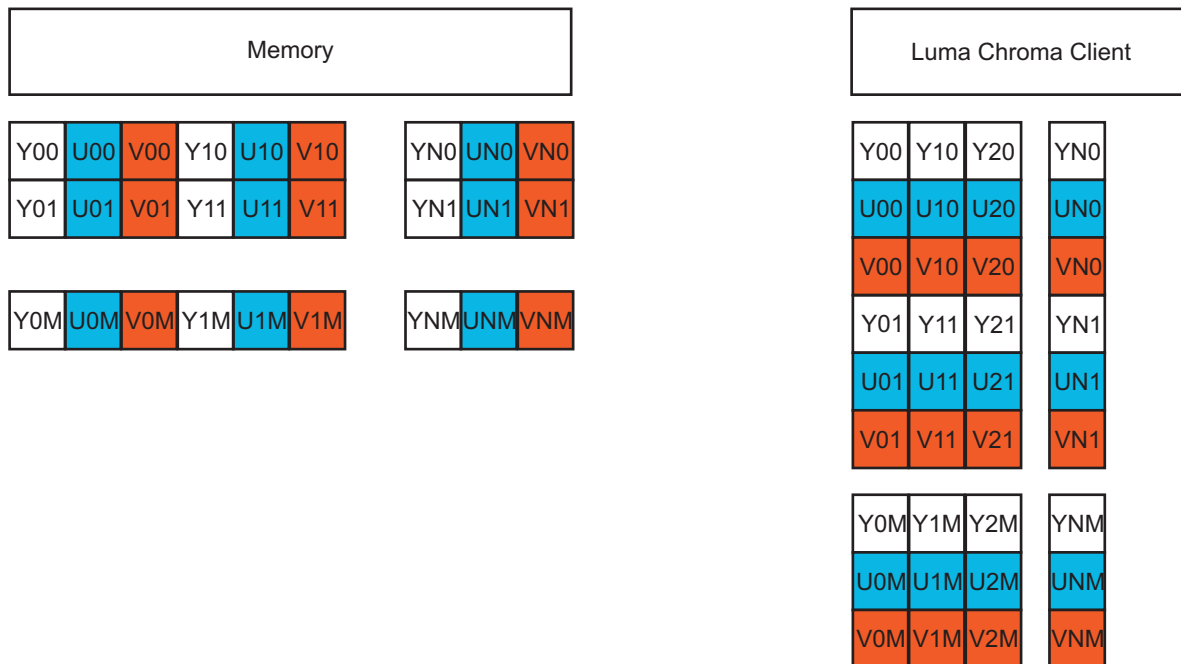 Memory
Y00 U00 V00 Y10 U10 V10 YN0 UN0 VN0
Y01 U01 V01 Y11 U11 V11 YN1 UN1 VN1
Y0M U0M V0M Y1M U1M V1M YNM UNM VNM
Luma Chroma Client
Y00 Y10 Y20 YN0
U00 U10 U20 UN0
V00 V10 V20 VN0
Y01 Y11 Y21 YN1
U01 U11 U21 UN1
V01 V11 V21 VN1
Y0M Y1M Y2M YNM
U0M U1M U2M UNM
V0M V1M V2M VNM